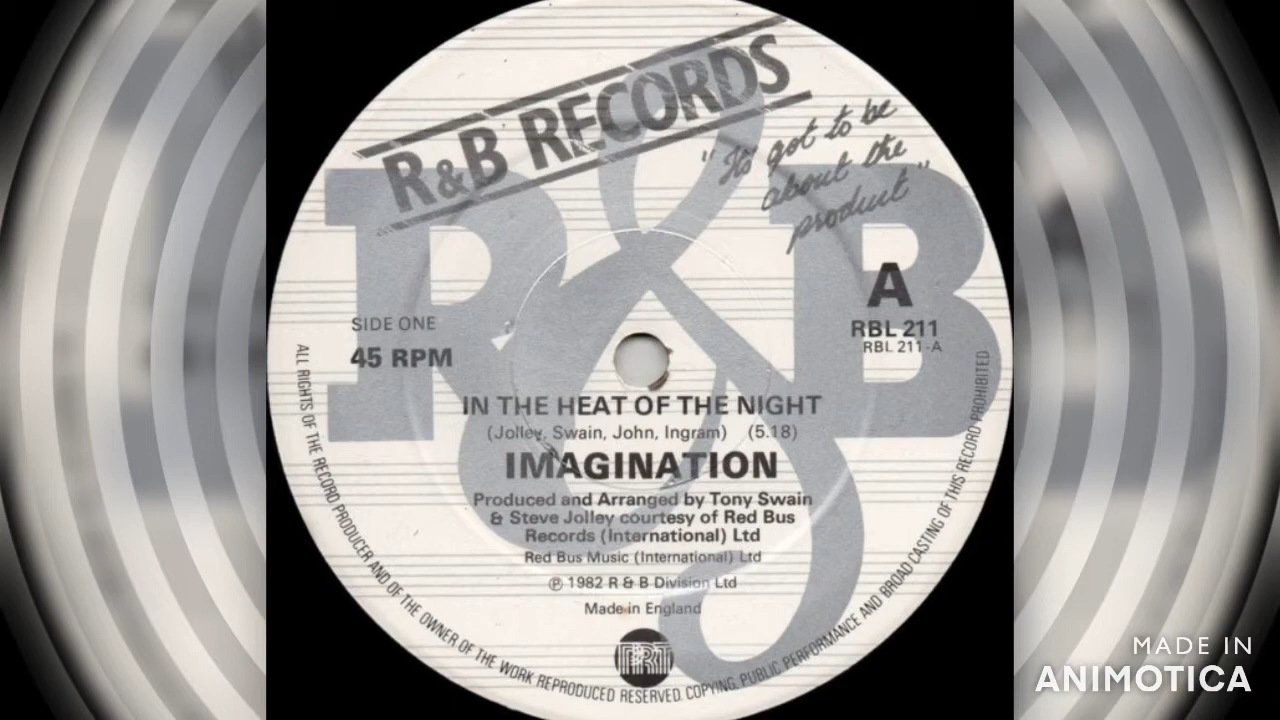 R&B RECORDS
"It's got to be
about the
product"
R&B
A
RBL 211
RBL 211-A
SIDE ONE
45 RPM
IN THE HEAT OF THE NIGHT
(Jolley, Swain, John, Ingram) (5.18)
IMAGINATION
Produced and Arranged by Tony Swain
& Steve Jolley courtesy of Red Bus
Records (International) Ltd
Red Bus Music (International) Ltd
℗ 1982 R & B Division Ltd
Made in England
ALL RIGHTS OF THE RECORD PRODUCER AND OF THE OWNER OF THE WORK REPRODUCED RESERVED. COPYING, PUBLIC PERFORMANCE AND BROAD CASTING OF THIS RECORD PROHIBITED
MADE IN
ANIMOTICA